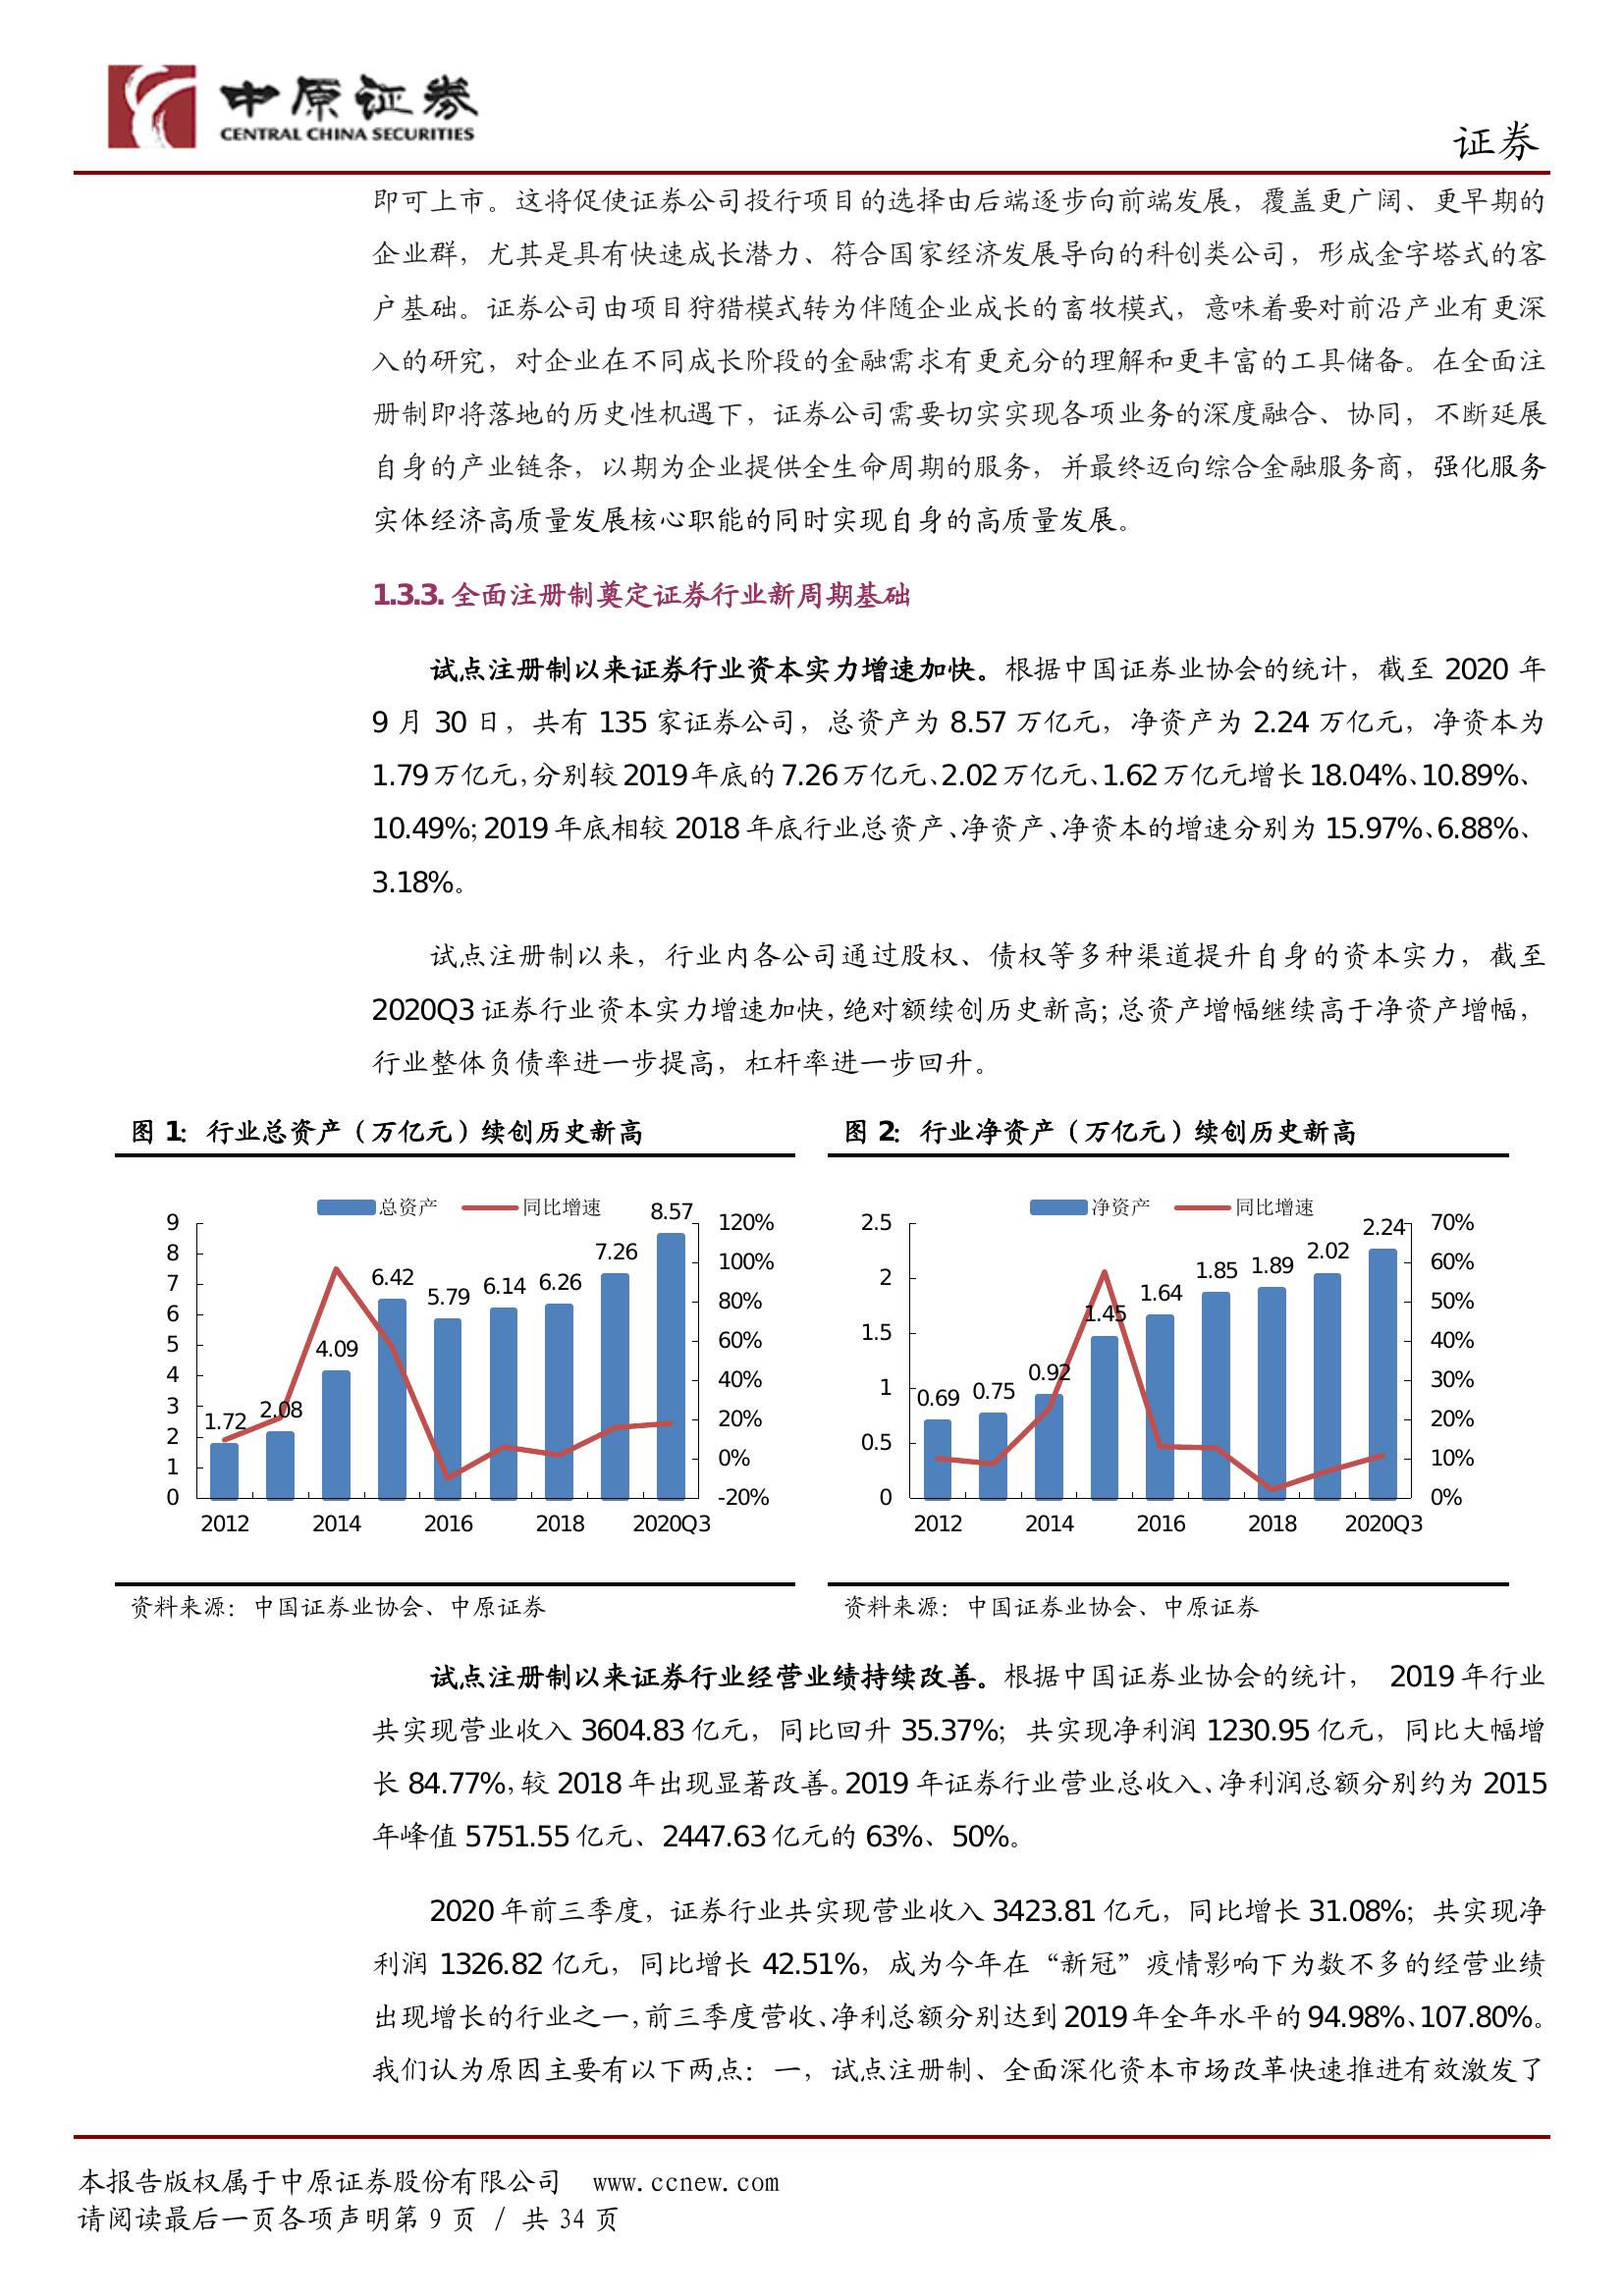 中原证券
CENTRAL CHINA SECURITIES
证券
即可上市。这将促使证券公司投行项目的选择由后端逐步向前端发展，覆盖更广阔、更早期的
企业群，尤其是具有快速成长潜力、符合国家经济发展导向的科创类公司，形成金字塔式的客
户基础。证券公司由项目狩猎模式转为伴随企业成长的畜牧模式，意味着要对前沿产业有更深
入的研究，对企业在不同成长阶段的金融需求有更充分的理解和更丰富的工具储备。在全面注
册制即将落地的历史性机遇下，证券公司需要切实实现各项业务的深度融合、协同，不断延展
自身的产业链条，以期为企业提供全生命周期的服务，并最终迈向综合金融服务商，强化服务
实体经济高质量发展核心职能的同时实现自身的高质量发展。
1.3.3. 全面注册制奠定证券行业新周期基础
试点注册制以来证券行业资本实力增速加快。根据中国证券业协会的统计，截至 2020 年
9 月 30 日，共有 135 家证券公司，总资产为 8.57 万亿元，净资产为 2.24 万亿元，净资本为
1.79 万亿元，分别较 2019 年底的 7.26 万亿元、2.02 万亿元、1.62 万亿元增长 18.04%、10.89%、
10.49%；2019 年底相较 2018 年底行业总资产、净资产、净资本的增速分别为 15.97%、6.88%、
3.18%。
试点注册制以来，行业内各公司通过股权、债权等多种渠道提升自身的资本实力，截至
2020Q3 证券行业资本实力增速加快，绝对额续创历史新高；总资产增幅继续高于净资产增幅，
行业整体负债率进一步提高，杠杆率进一步回升。
图 1：行业总资产（万亿元）续创历史新高
总资产 同比增速
9 8 7 6 5 4 3 2 1 0
1.72 2.08 4.09 6.42 5.79 6.14 6.26 7.26 8.57
120% 100% 80% 60% 40% 20% 0% -20%
2012 2014 2016 2018 2020Q3
资料来源：中国证券业协会、中原证券
图 2：行业净资产（万亿元）续创历史新高
净资产 同比增速
2.5 2 1.5 1 0.5 0
0.69 0.75 0.92 1.45 1.64 1.85 1.89 2.02 2.24
70% 60% 50% 40% 30% 20% 10% 0%
2012 2014 2016 2018 2020Q3
资料来源：中国证券业协会、中原证券
试点注册制以来证券行业经营业绩持续改善。根据中国证券业协会的统计， 2019 年行业
共实现营业收入 3604.83 亿元，同比回升 35.37%；共实现净利润 1230.95 亿元，同比大幅增
长 84.77%，较 2018 年出现显著改善。2019 年证券行业营业总收入、净利润总额分别约为 2015
年峰值 5751.55 亿元、2447.63 亿元的 63%、50%。
2020 年前三季度，证券行业共实现营业收入 3423.81 亿元，同比增长 31.08%；共实现净
利润 1326.82 亿元，同比增长 42.51%，成为今年在“新冠”疫情影响下为数不多的经营业绩
出现增长的行业之一，前三季度营收、净利总额分别达到 2019 年全年水平的 94.98%、107.80%。
我们认为原因主要有以下两点：一，试点注册制、全面深化资本市场改革快速推进有效激发了
本报告版权属于中原证券股份有限公司 www.ccnew.com
请阅读最后一页各项声明第 9 页 / 共 34 页